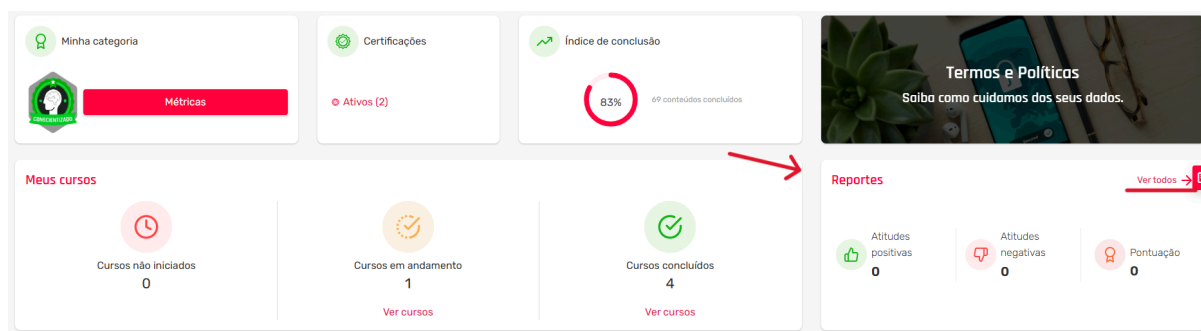 Minha categoria
CONSCIENTIZADO
Métricas
Certificações
Ativos (2)
Índice de conclusão
83%
69 conteúdos concluídos
Termos e Políticas
Saiba como cuidamos dos seus dados.
Meus cursos
Cursos não iniciados
0
Cursos em andamento
1
Ver cursos
Cursos concluídos
4
Ver cursos
Reportes
Ver todos
Atitudes
positivas
0
Atitudes
negativas
0
Pontuação
0